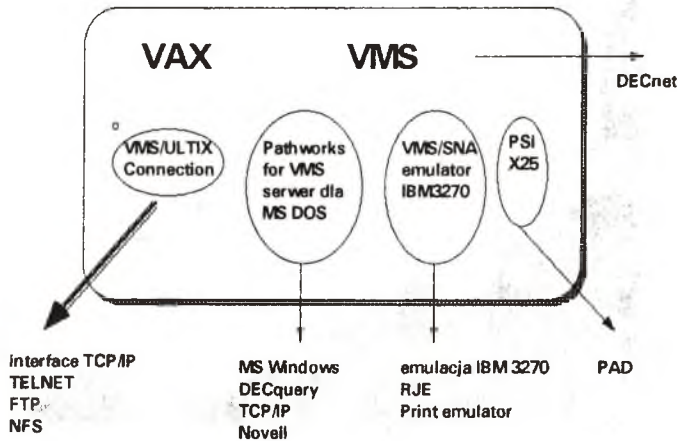 VAX VMS
DECnet
VMS/ULTIX
Connection
Pathworks
for VMS
serwer dla
MS DOS
VMS/SNA
emulator
IBM3270
PSI
X25
interface TCP/IP
TELNET
FTP
NFS
MS Windows
DECquery
TCP/IP
Novell
emulacja IBM 3270
RJE
Print emulator
PAD